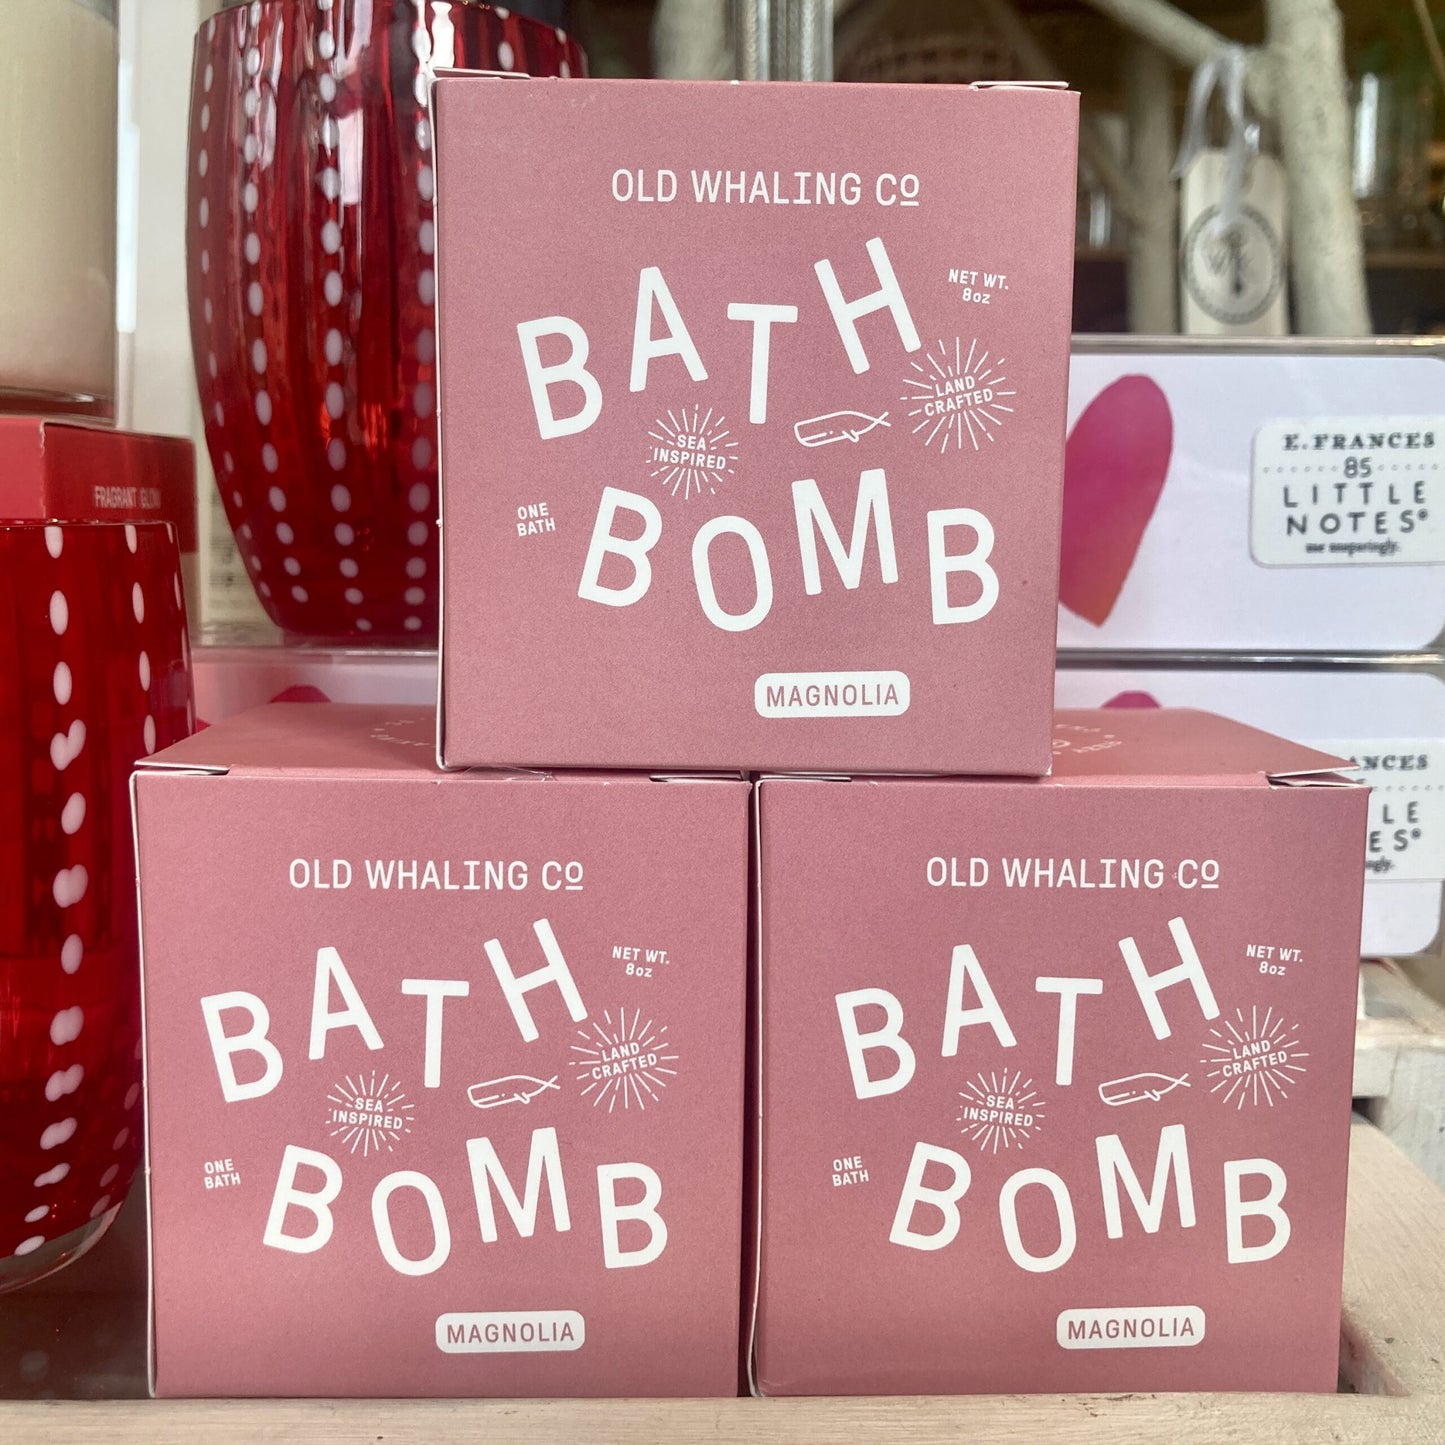 OLD WHALING CO
BATH
NET WT.
8oz
LAND
CRAFTED
SEA
INSPIRED
ONE
BATH
BOMB
MAGNOLIA
E. FRANCES
85
LITTLE
NOTES®
use sparingly.
FRAGRANT GLOW
OLD WHALING CO
BATH
NET WT.
8oz
LAND
CRAFTED
SEA
INSPIRED
ONE
BATH
BOMB
MAGNOLIA
OLD WHALING CO
BATH
NET WT.
8oz
LAND
CRAFTED
SEA
INSPIRED
ONE
BATH
BOMB
MAGNOLIA